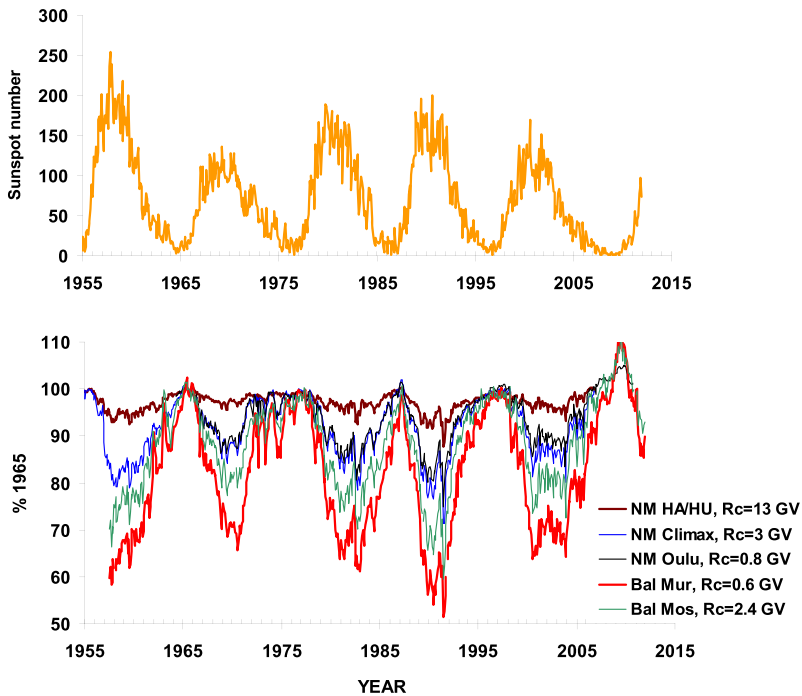 300
250
200
150
100
50
0
Sunspot number
1955 1965 1975 1985 1995 2005 2015
110
100
90
80
70
60
50
% 1965
NM HA/HU, Rc=13 GV
NM Climax, Rc=3 GV
NM Oulu, Rc=0.8 GV
Bal Mur, Rc=0.6 GV
Bal Mos, Rc=2.4 GV
1955 1965 1975 1985 1995 2005 2015
YEAR